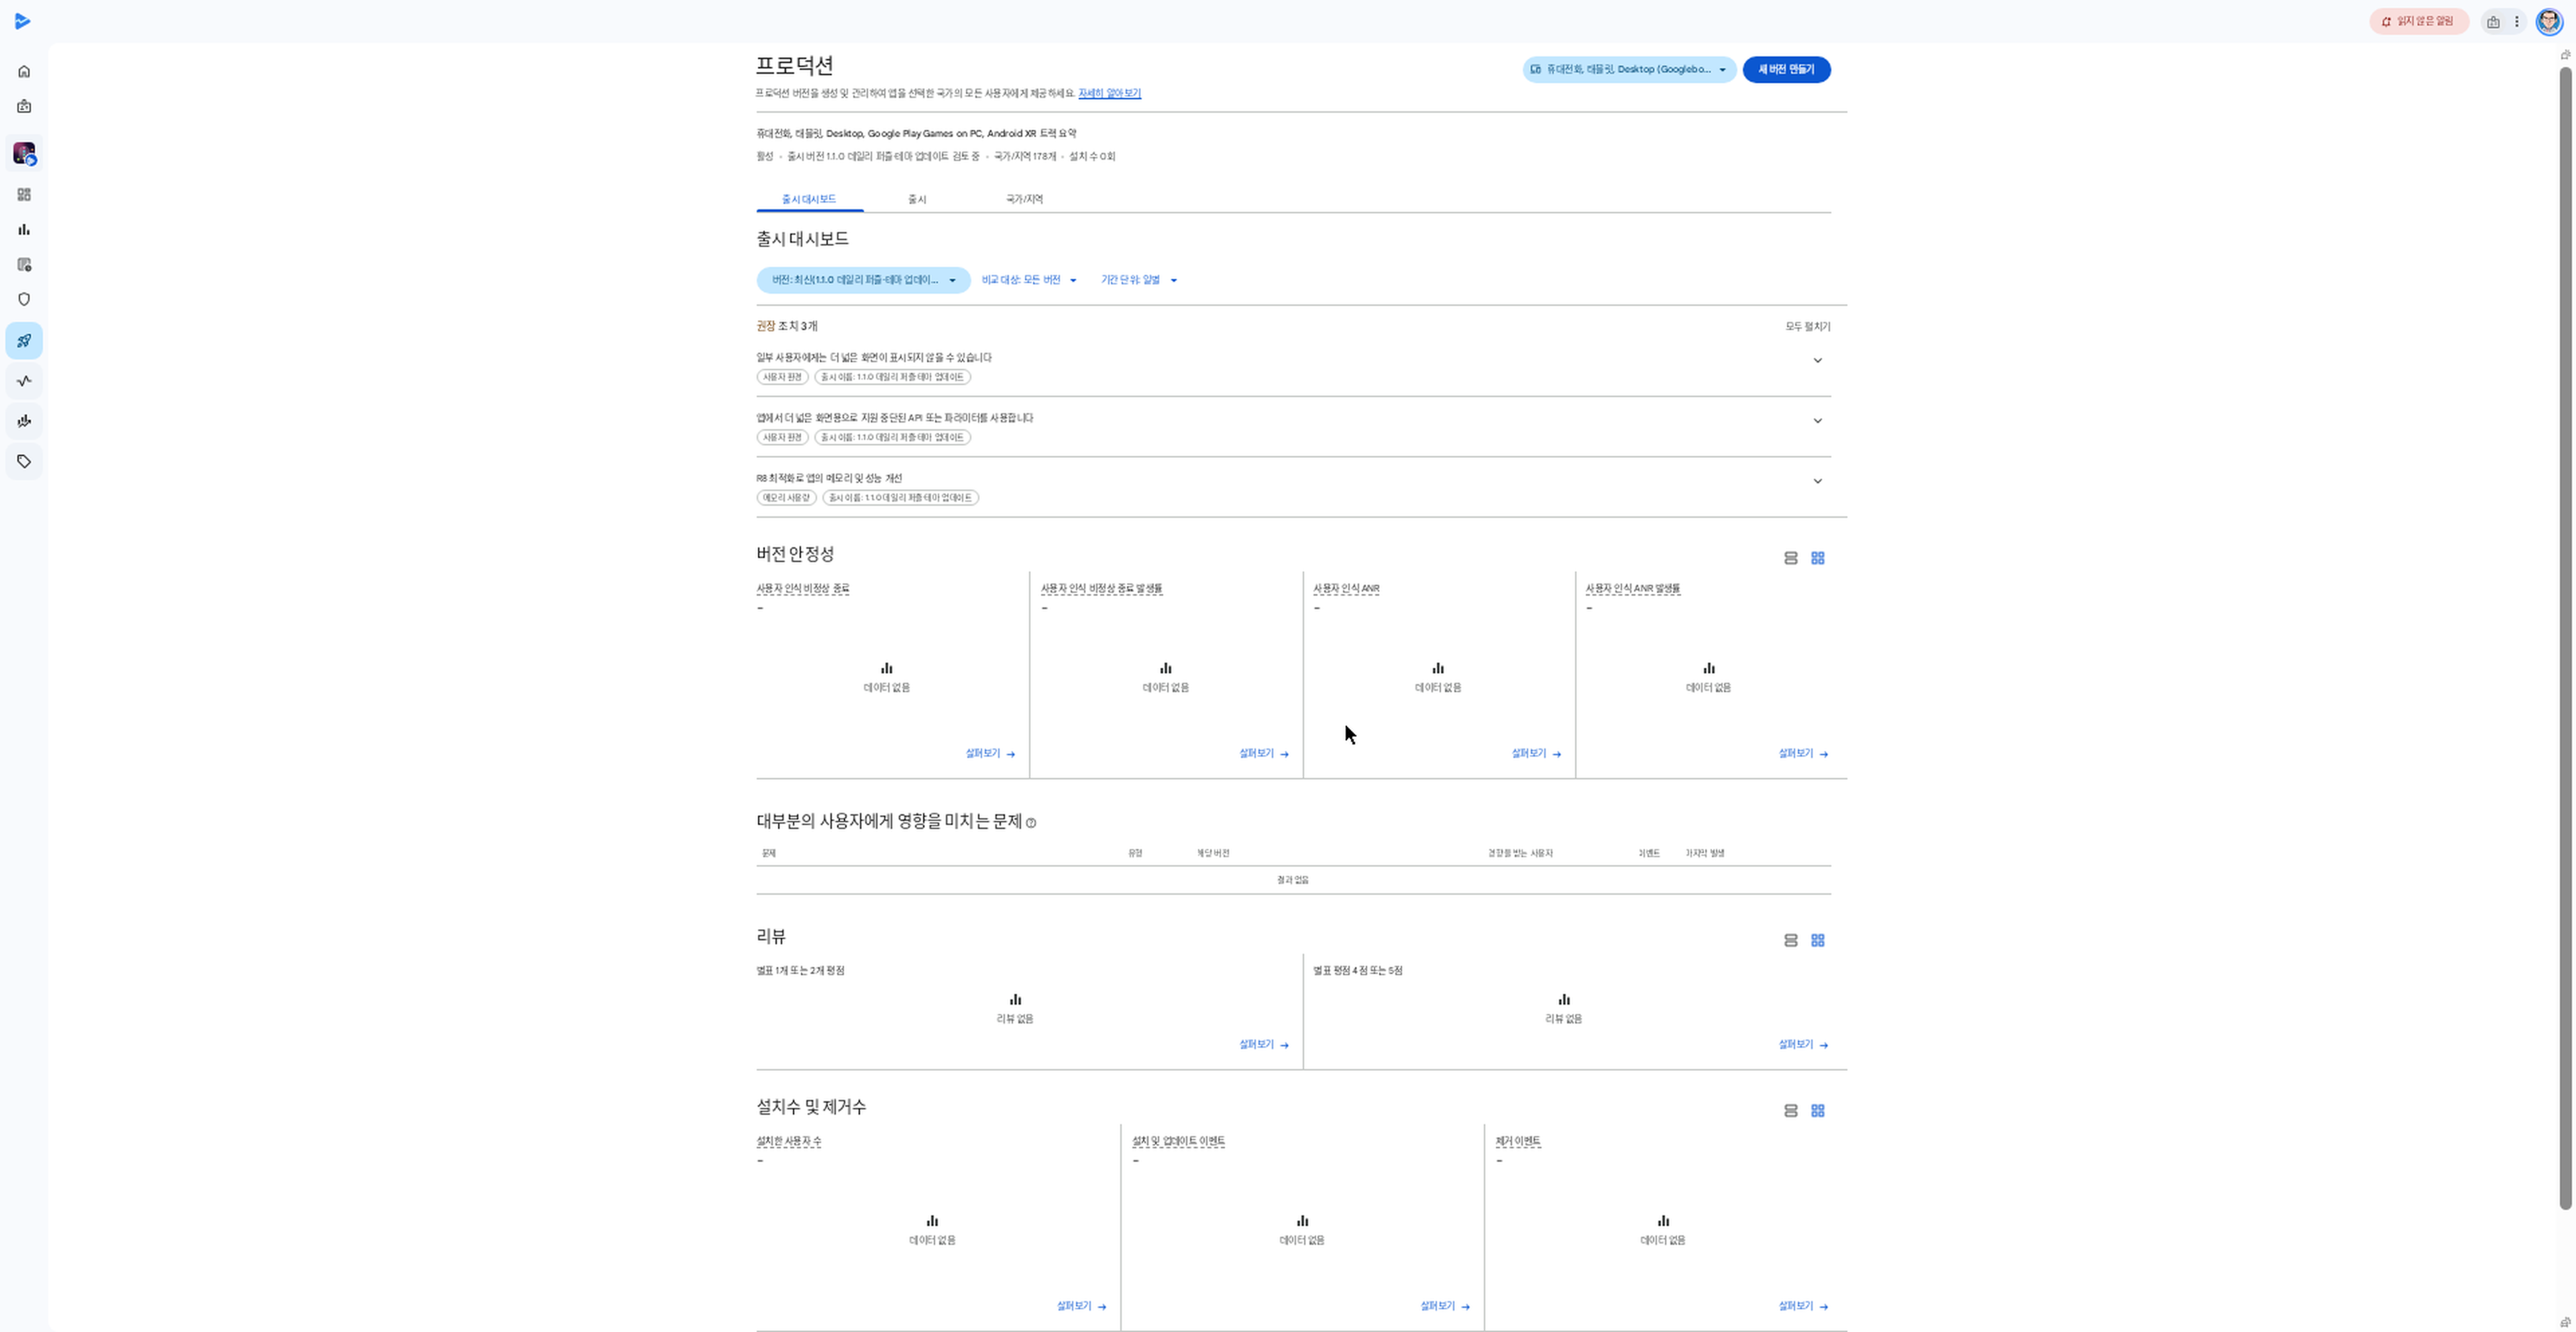 읽지 않은 알림
프로덕션
휴대전화, 태블릿, Desktop (Googlebo...
새 버전 만들기
프로덕션 버전을 생성 및 관리하여 앱을 선택한 국가의 모든 사용자에게 제공하세요. 자세히 알아보기
휴대전화, 태블릿, Desktop, Google Play Games on PC, Android XR 트랙 요약
활성 · 출시 버전 1.1.0 데일리 퍼즐·테마 업데이트 검토 중 · 국가/지역 178개 · 설치 수 0회
출시 대시보드 출시 국가/지역
출시 대시보드
버전: 최신(1.1.0 데일리 퍼즐·테마 업데이... 비교 대상: 모든 버전 기간 단위: 일별
권장 조치 3개 모두 펼치기
일부 사용자에게는 더 넓은 화면이 표시되지 않을 수 있습니다
사용자 환경 출시 이름: 1.1.0 데일리 퍼즐·테마 업데이트
앱에서 더 넓은 화면용으로 지원 중단된 API 또는 파라미터를 사용합니다
사용자 환경 출시 이름: 1.1.0 데일리 퍼즐·테마 업데이트
R8 최적화로 앱의 메모리 및 성능 개선
메모리 사용량 출시 이름: 1.1.0 데일리 퍼즐·테마 업데이트
버전 안정성
사용자 인식 비정상 종료 사용자 인식 비정상 종료 발생률 사용자 인식 ANR 사용자 인식 ANR 발생률
- - - -
데이터 없음 데이터 없음 데이터 없음 데이터 없음
살펴보기 → 살펴보기 → 살펴보기 → 살펴보기 →
대부분의 사용자에게 영향을 미치는 문제
문제 유형 해당 버전 영향을 받는 사용자 이벤트 마지막 발생
결과 없음
리뷰
별표 1개 또는 2개 평점 별표 평점 4점 또는 5점
리뷰 없음 리뷰 없음
살펴보기 → 살펴보기 →
설치수 및 제거수
설치한 사용자 수 설치 및 업데이트 이벤트 제거 이벤트
- - -
데이터 없음 데이터 없음 데이터 없음
살펴보기 → 살펴보기 → 살펴보기 →